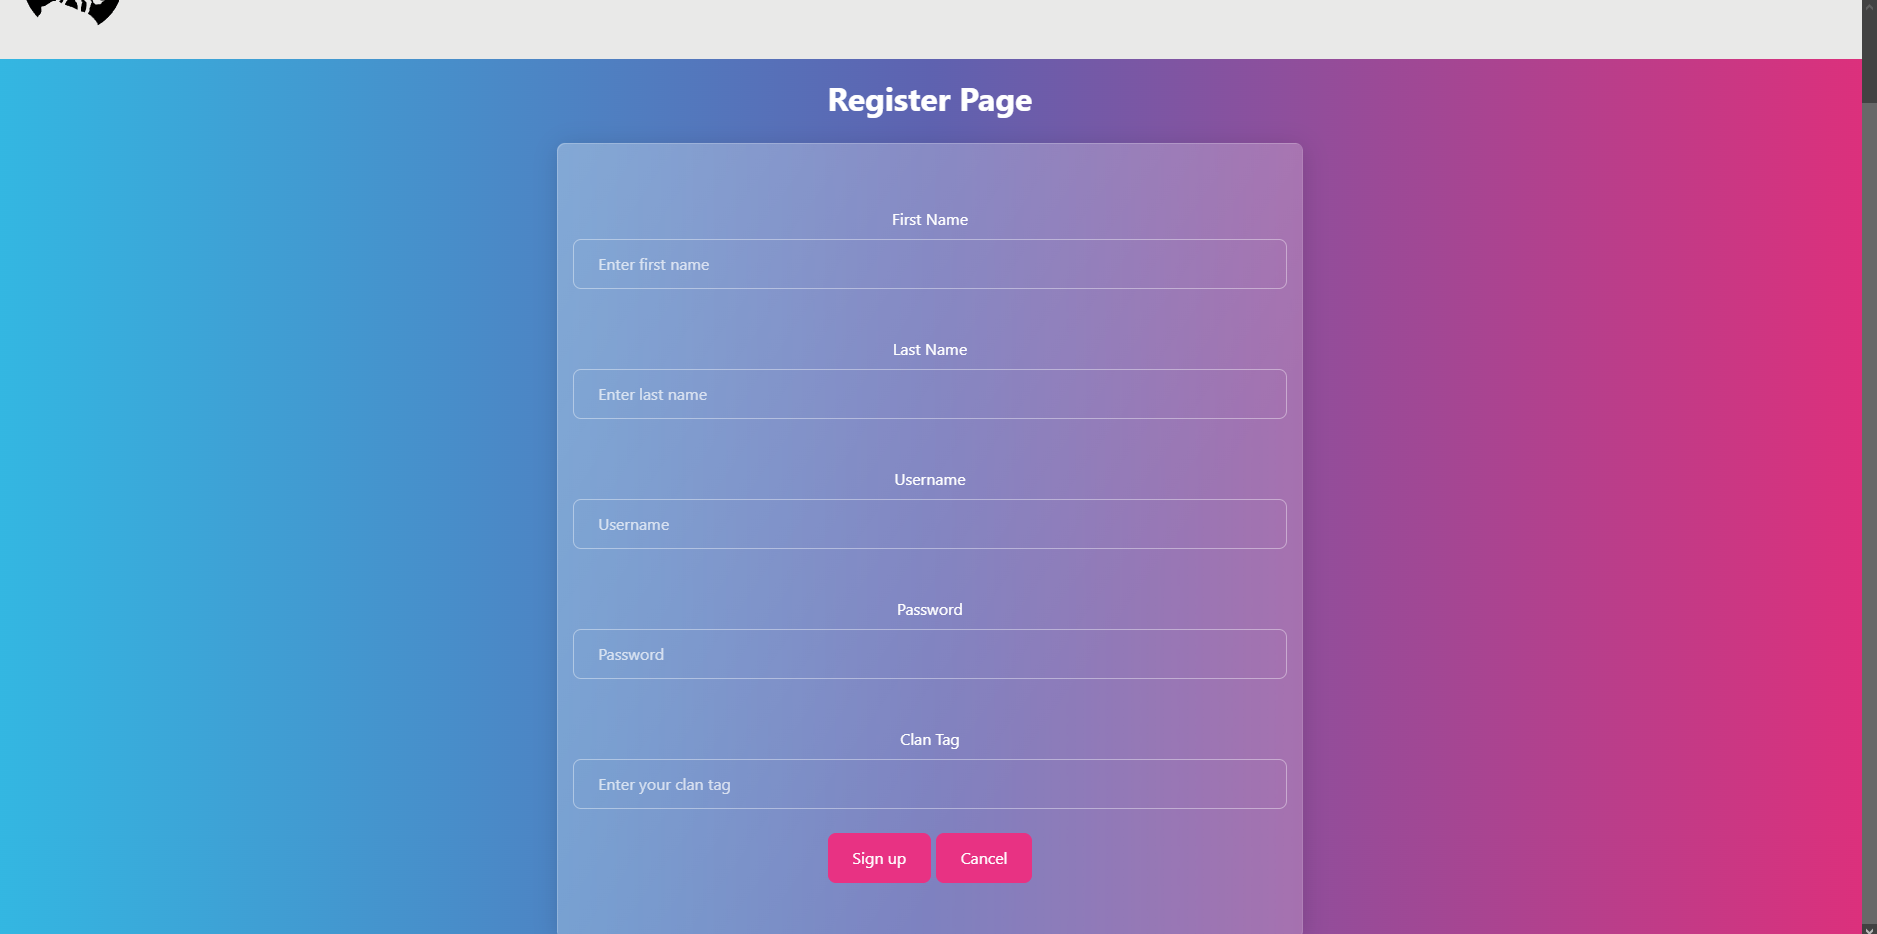 Register Page
First Name
Enter first name
Last Name
Enter last name
Username
Username
Password
Password
Clan Tag
Enter your clan tag
Sign up Cancel